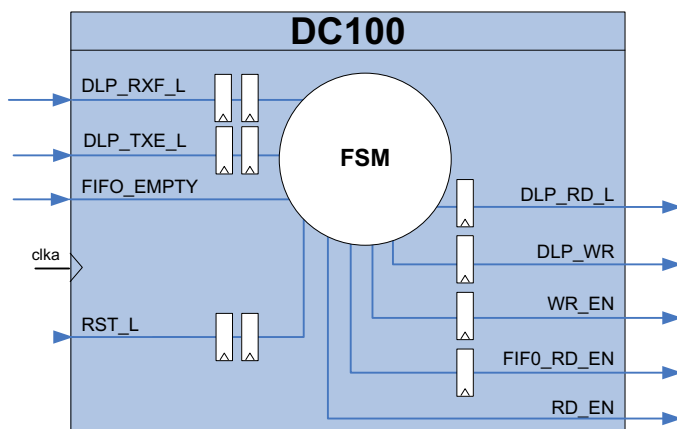 DC100
DLP_RXF_L
DLP_TXE_L
FSM
FIFO_EMPTY
DLP_RD_L
DLP_WR
clka
WR_EN
RST_L
FIF0_RD_EN
RD_EN